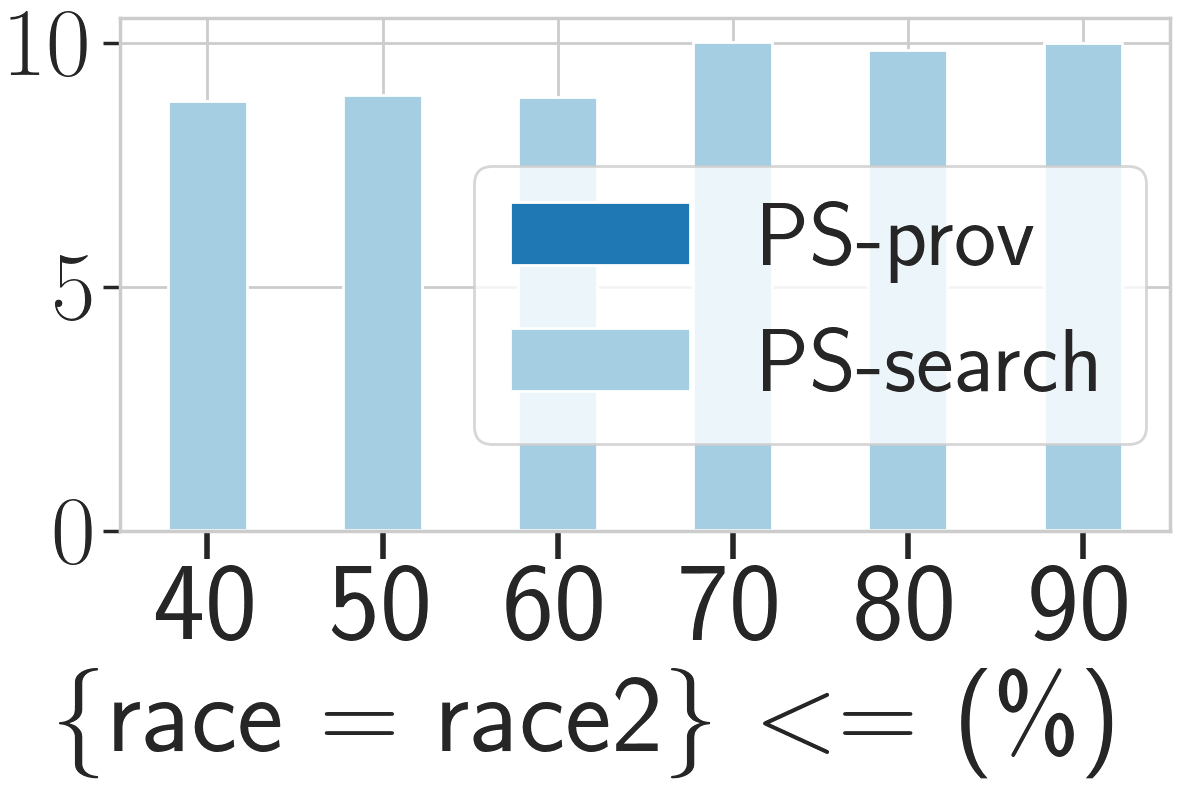 10
5
0
PS-prov
PS-search
40 50 60 70 80 90
{race = race2} <= (%)